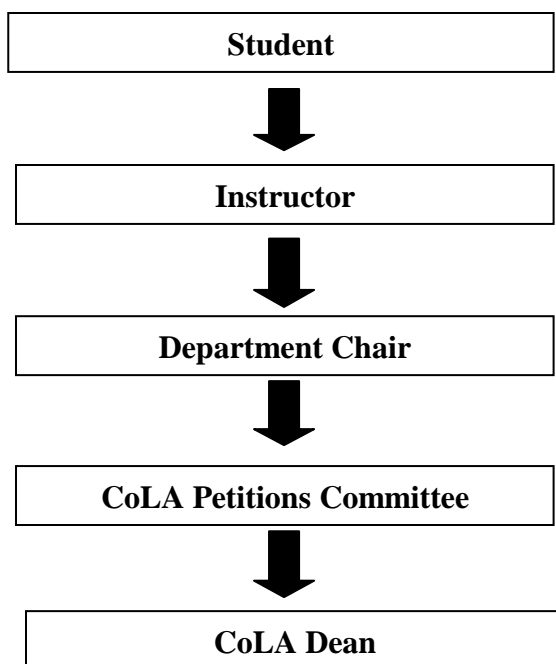 Student
Instructor
Department Chair
CoLA Petitions Committee
CoLA Dean